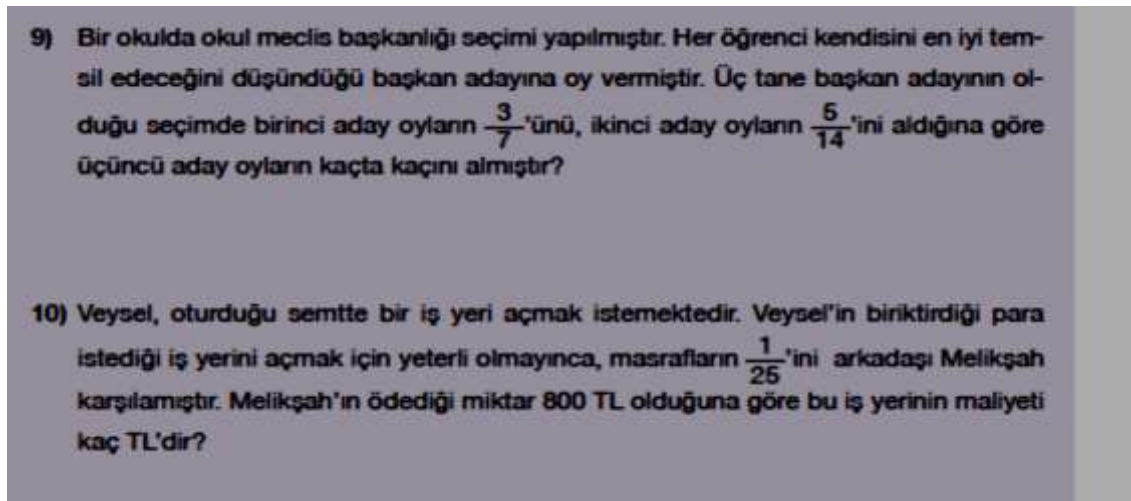 9) Bir okulda okul meclis başkanlığı seçimi yapılmıştır. Her öğrenci kendisini en iyi tem-
sil edeceğini düşündüğü başkan adayına oy vermiştir. Üç tane başkan adayının ol-
duğu seçimde birinci aday oyların 3/7'ünü, ikinci aday oyların 5/14'ini aldığına göre
üçüncü aday oyların kaçta kaçını almıştır?
10) Veysel, oturduğu semtte bir iş yeri açmak istemektedir. Veysel'in biriktirdiği para
istediği iş yerini açmak için yeterli olmayınca, masrafların 1/25'ini arkadaşı Melikşah
karşılamıştır. Melikşah'ın ödediği miktar 800 TL olduğuna göre bu iş yerinin maliyeti
kaç TL'dir?